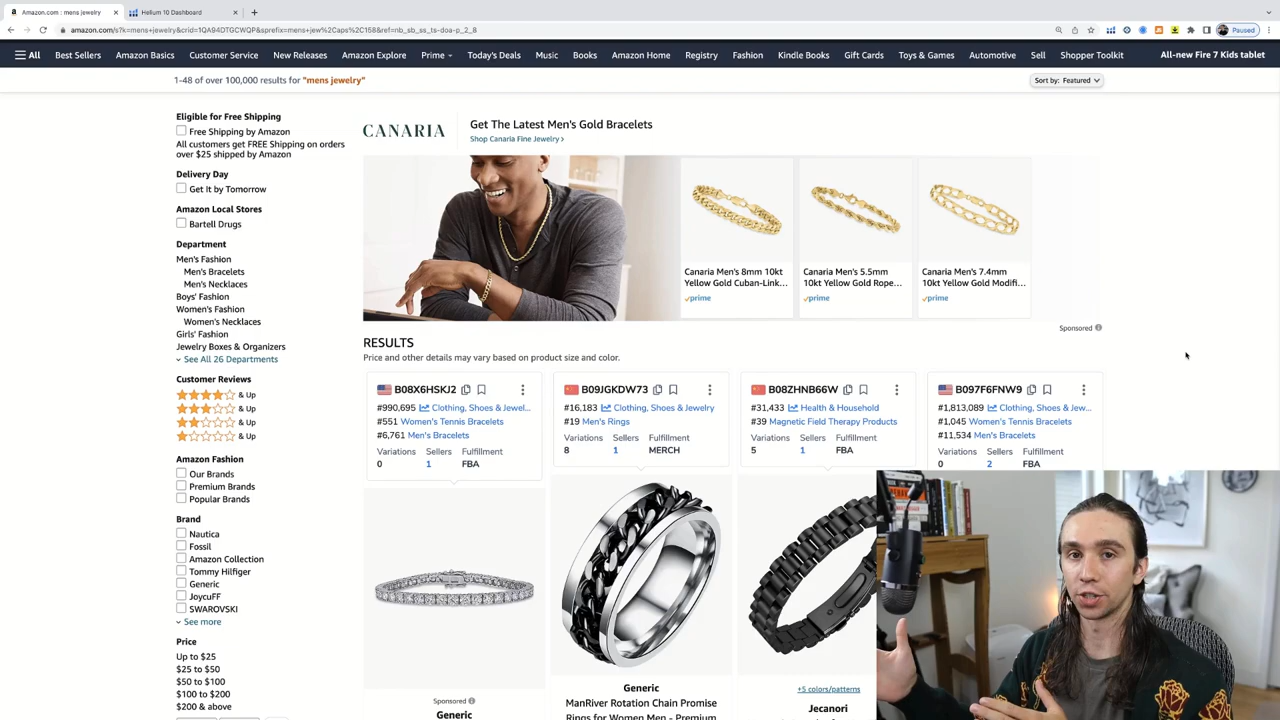 Amazon.com : mens jewelry
Helium 10 Dashboard
amazon.com/s?k=mens+jewelry&crid=1QA94DTGCWQP&sprefix=mens+jew%2Caps%2C158&ref=nb_sb_ss_ts-doa-p_2_8
Paused
All Best Sellers Amazon Basics Customer Service New Releases Amazon Explore Prime Today's Deals Music Books Amazon Home Registry Fashion Kindle Books Gift Cards Toys & Games Automotive Sell Shopper Toolkit All-new Fire 7 Kids tablet
1-48 of over 100,000 results for "mens jewelry"
Sort by: Featured
Eligible for Free Shipping
Free Shipping by Amazon
All customers get FREE Shipping on orders
over $25 shipped by Amazon
Delivery Day
Get It by Tomorrow
Amazon Local Stores
Bartell Drugs
Department
Men's Fashion
Men's Bracelets
Men's Necklaces
Boys' Fashion
Women's Fashion
Women's Necklaces
Girls' Fashion
Jewelry Boxes & Organizers
See All 26 Departments
Customer Reviews
& Up
& Up
& Up
& Up
Amazon Fashion
Our Brands
Premium Brands
Popular Brands
Brand
Nautica
Fossil
Amazon Collection
Tommy Hilfiger
Generic
JoycuFF
SWAROVSKI
See more
Price
Up to $25
$25 to $50
$50 to $100
$100 to $200
$200 & above
CANARIA
Get The Latest Men's Gold Bracelets
Shop Canaria Fine Jewelry ›
Canaria Men's 8mm 10kt
Yellow Gold Cuban-Link...
prime
Canaria Men's 5.5mm
10kt Yellow Gold Rope...
prime
Canaria Men's 7.4mm
10kt Yellow Gold Modifi...
prime
Sponsored
RESULTS
Price and other details may vary based on product size and color.
B08X6HSKJ2
#990,695 Clothing, Shoes & Jewel...
#551 Women's Tennis Bracelets
#6,761 Men's Bracelets
Variations Sellers Fulfillment
0 1 FBA
Sponsored
Generic
B09JGKDW73
#16,183 Clothing, Shoes & Jewelry
#19 Men's Rings
Variations Sellers Fulfillment
8 1 MERCH
Generic
ManRiver Rotation Chain Promise
Rings for Women Men - Premium
B08ZHNB66W
#31,433 Health & Household
#39 Magnetic Field Therapy Products
Variations Sellers Fulfillment
5 1 FBA
+5 colors/patterns
Jecanori
B097F6FNW9
#1,813,089 Clothing, Shoes & Jew...
#1,045 Women's Tennis Bracelets
#11,534 Men's Bracelets
Variations Sellers Fulfillment
0 2 FBA